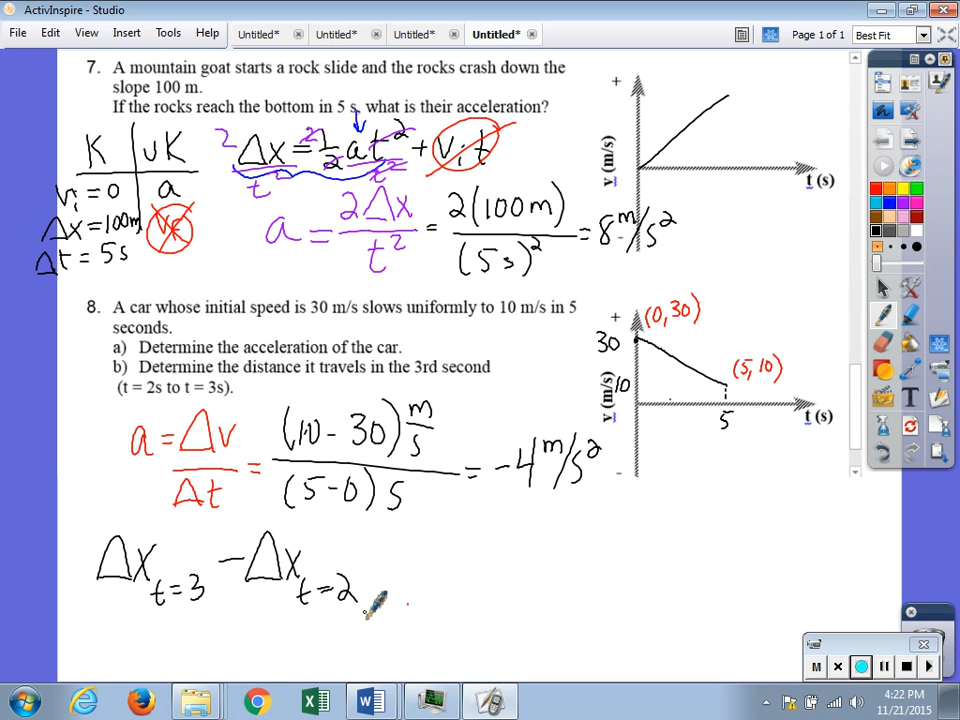 ActivInspire - Studio
File Edit View Insert Tools Help Untitled* Untitled* Untitled* Untitled* Page 1 of 1 Best Fit
7. A mountain goat starts a rock slide and the rocks crash down the
slope 100 m.
If the rocks reach the bottom in 5 s, what is their acceleration?
K | UK
Vi = 0 | a
Δx = 100m | Vf
Δt = 5s
2 Δx = 2 ½ at² + Vit
t² t²
a = 2Δx / t² = 2(100m) / (5s)² = 8 m/s²
+
v (m/s)
t (s)
-
8. A car whose initial speed is 30 m/s slows uniformly to 10 m/s in 5
seconds.
a) Determine the acceleration of the car.
b) Determine the distance it travels in the 3rd second
(t = 2s to t = 3s).
+
(0,30)
30
(5,10)
10
v (m/s)
5
t (s)
-
a = Δv / Δt = (10 - 30) m/s / (5 - 0) s = -4 m/s²
Δx t=3 - Δx t=2
M
4:22 PM
11/21/2015